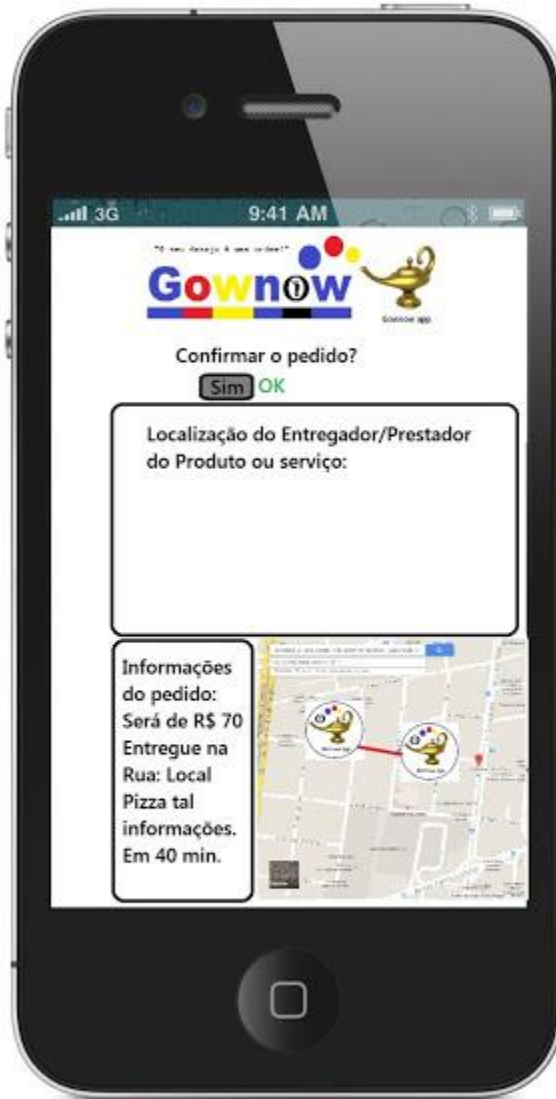 3G 9:41 AM
"O seu desejo é uma ordem!"
Gownow
Gownow app
Confirmar o pedido?
Sim OK
Localização do Entregador/Prestador
do Produto ou serviço:
Informações
do pedido:
Será de R$ 70
Entregue na
Rua: Local
Pizza tal
informações.
Em 40 min.